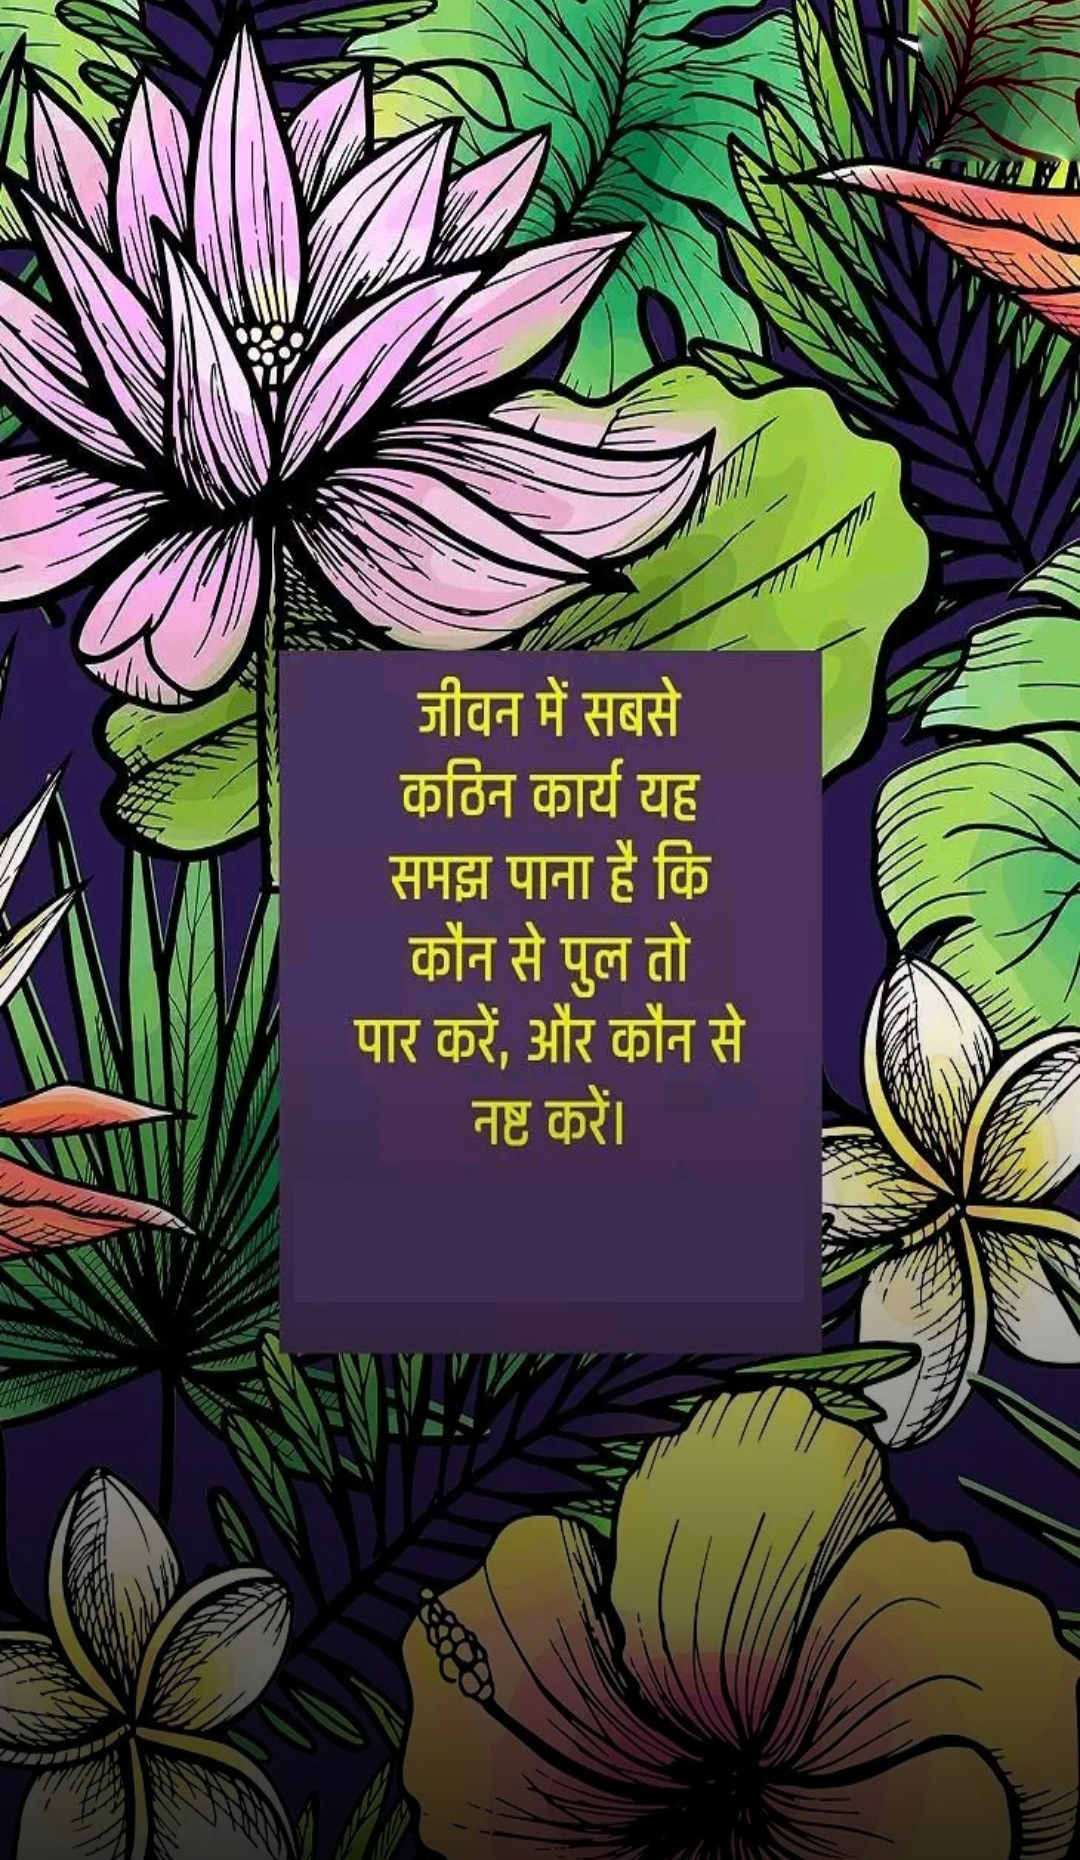 जीवन में सबसे
कठिन कार्य यह
समझ पाना है कि
कौन से पुल तो
पार करें, और कौन से
नष्ट करें।